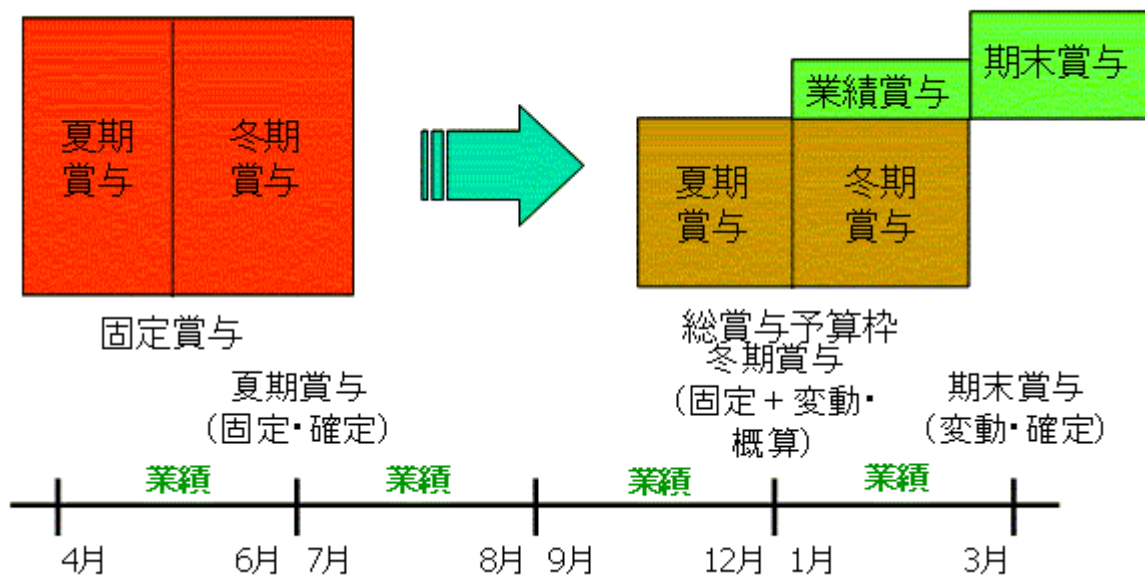 夏期
賞与
冬期
賞与
固定賞与
業績賞与
期末賞与
夏期
賞与
冬期
賞与
総賞与予算枠
夏期賞与
(固定・確定)
冬期賞与
(固定+変動・
概算)
期末賞与
(変動・確定)
業績 業績 業績 業績
4月 6月 7月 8月 9月 12月 1月 3月